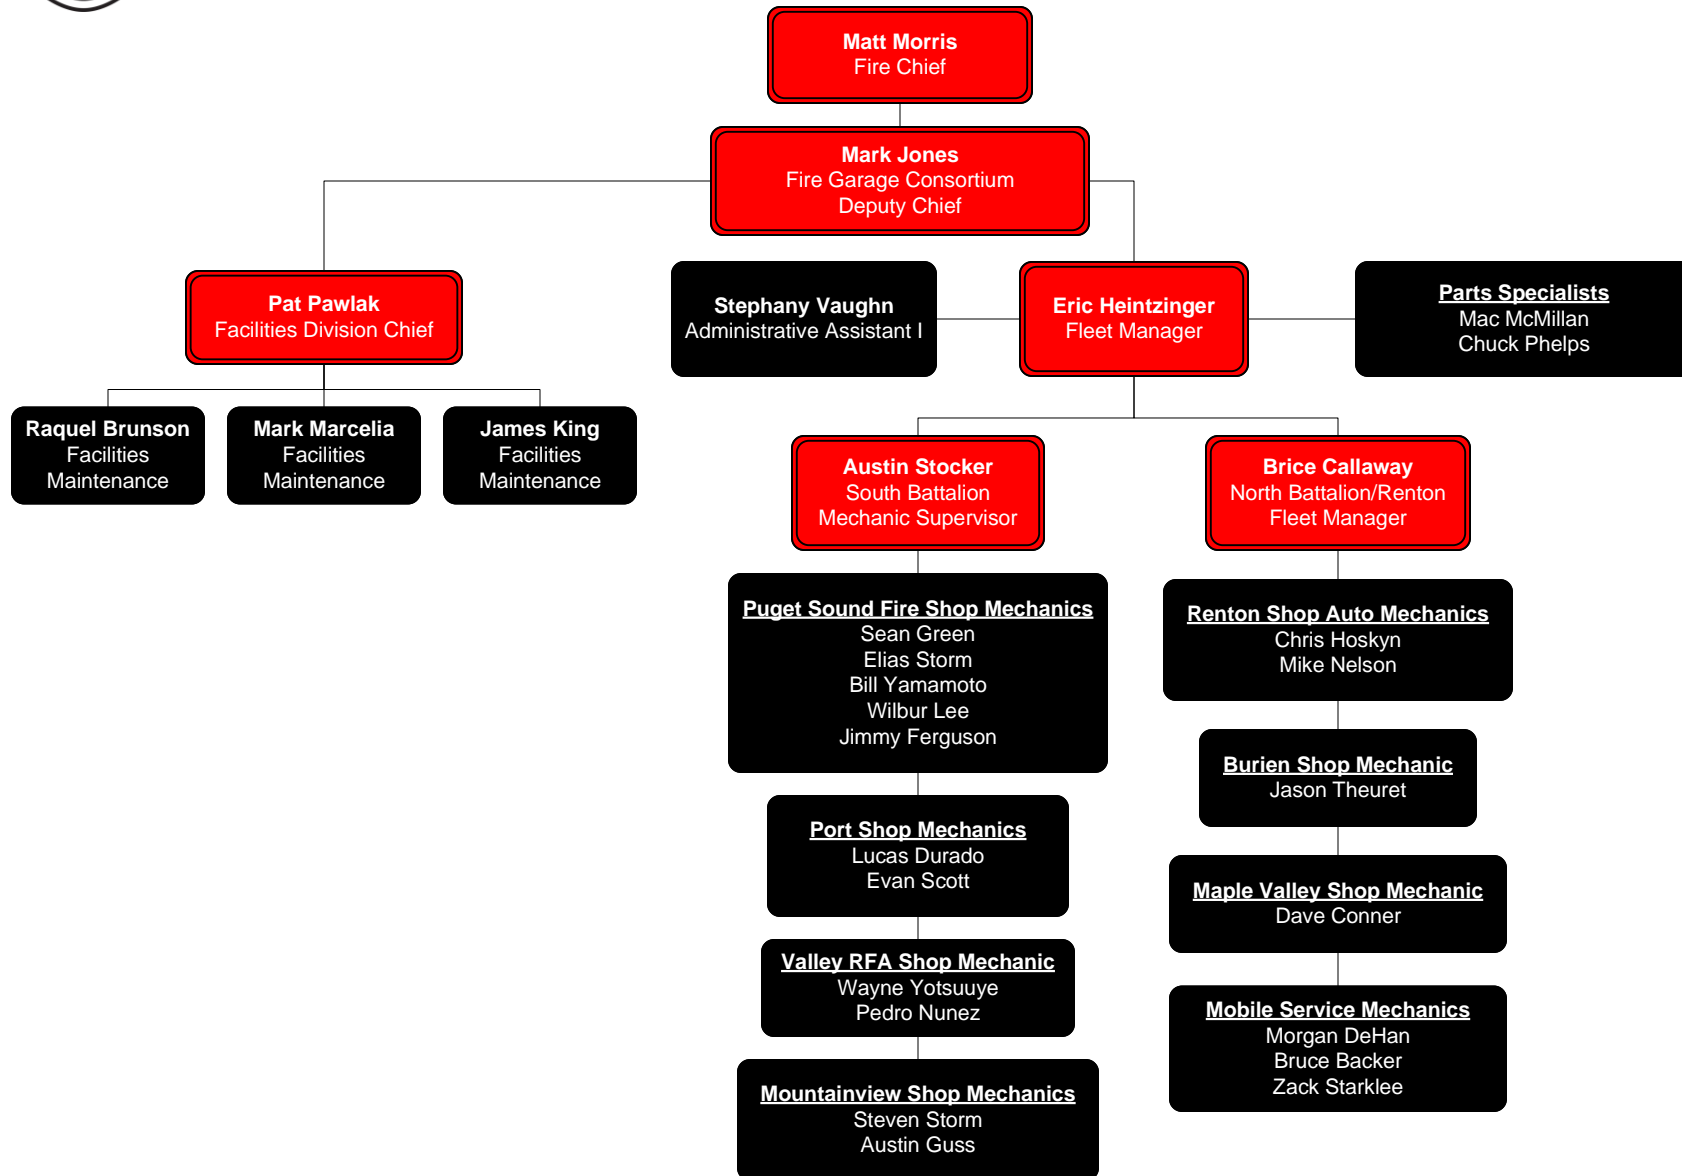 Matt Morris
Fire Chief
Mark Jones
Fire Garage Consortium
Deputy Chief
Pat Pawlak
Facilities Division Chief
Stephany Vaughn
Administrative Assistant I
Eric Heintzinger
Fleet Manager
Parts Specialists
Mac McMillan
Chuck Phelps
Raquel Brunson
Facilities
Maintenance
Mark Marcelia
Facilities
Maintenance
James King
Facilities
Maintenance
Austin Stocker
South Battalion
Mechanic Supervisor
Brice Callaway
North Battalion/Renton
Fleet Manager
Puget Sound Fire Shop Mechanics
Sean Green
Elias Storm
Bill Yamamoto
Wilbur Lee
Jimmy Ferguson
Renton Shop Auto Mechanics
Chris Hoskyn
Mike Nelson
Burien Shop Mechanic
Jason Theuret
Port Shop Mechanics
Lucas Durado
Evan Scott
Maple Valley Shop Mechanic
Dave Conner
Valley RFA Shop Mechanic
Wayne Yotsuuye
Pedro Nunez
Mobile Service Mechanics
Morgan DeHan
Bruce Backer
Zack Starklee
Mountainview Shop Mechanics
Steven Storm
Austin Guss